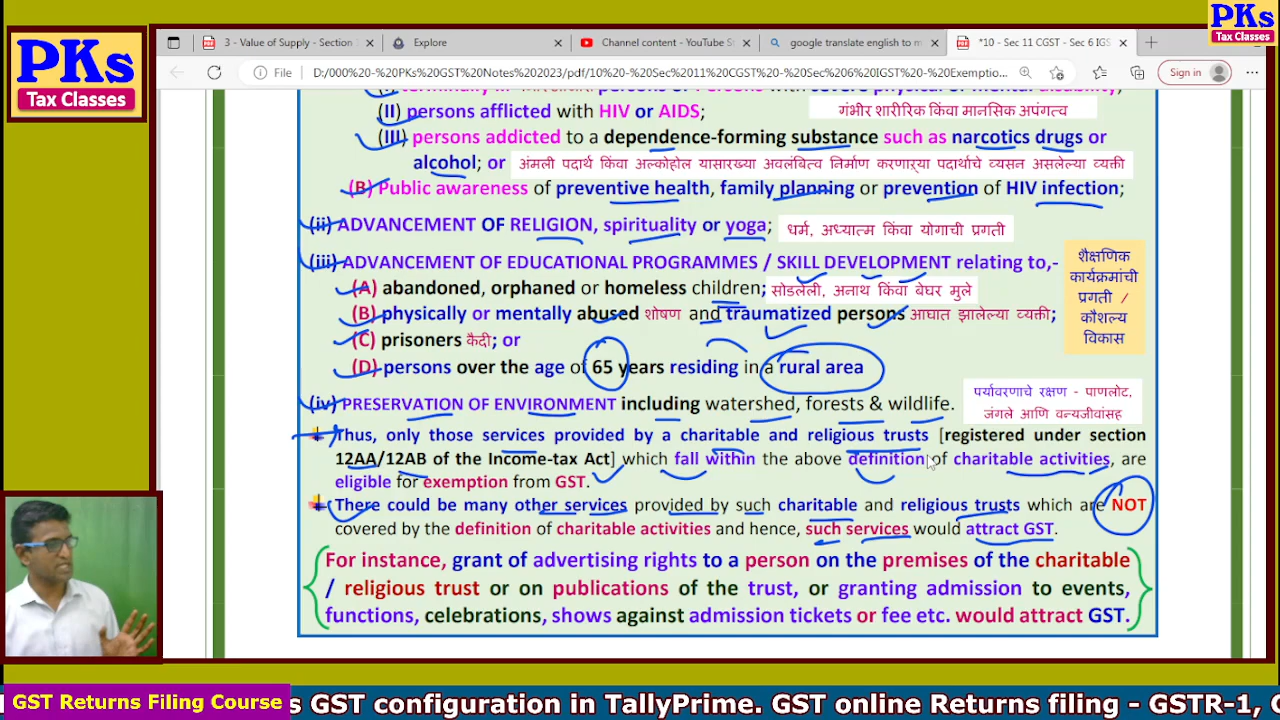 PKs
Tax Classes
PKs
Tax Classes
3 - Value of Supply - Section
Explore
Channel content - YouTube S
google translate english to m
*10 - Sec 11 CGST - Sec 6 IGS
File
D:/000%20-%20PKs%20GST%20Notes%202023/pdf/10%20-%20Sec%2011%20CGST%20-%20Sec%206%20IGST%20-%20Exemptio...
Sign in
(II) persons afflicted with HIV or AIDS; गंभीर शारीरिक किंवा मानसिक अपंगत्व
(III) persons addicted to a dependence-forming substance such as narcotics drugs or
alcohol; or अंमली पदार्थ किंवा अल्कोहोल यासारख्या अवलंबित्व निर्माण करणाऱ्या पदार्थाचे व्यसन असलेल्या व्यक्ती
(B) Public awareness of preventive health, family planning or prevention of HIV infection;
(ii) ADVANCEMENT OF RELIGION, spirituality or yoga; धर्म, अध्यात्म किंवा योगाची प्रगती
(iii) ADVANCEMENT OF EDUCATIONAL PROGRAMMES / SKILL DEVELOPMENT relating to,-
(A) abandoned, orphaned or homeless children; सोडलेली, अनाथ किंवा बेघर मुले
(B) physically or mentally abused शोषण and traumatized persons आघात झालेल्या व्यक्ती;
(C) prisoners कैदी; or
(D) persons over the age of 65 years residing in a rural area
शैक्षणिक
कार्यक्रमांची
प्रगती /
कौशल्य
विकास
(iv) PRESERVATION OF ENVIRONMENT including watershed, forests & wildlife.
पर्यावरणाचे रक्षण - पाणलोट,
जंगले आणि वन्यजीवांसह
Thus, only those services provided by a charitable and religious trusts [registered under section
12AA/12AB of the Income-tax Act] which fall within the above definition of charitable activities, are
eligible for exemption from GST.
There could be many other services provided by such charitable and religious trusts which are NOT
covered by the definition of charitable activities and hence, such services would attract GST.
For instance, grant of advertising rights to a person on the premises of the charitable
/ religious trust or on publications of the trust, or granting admission to events,
functions, celebrations, shows against admission tickets or fee etc. would attract GST.
GST Returns Filing Course
s GST configuration in TallyPrime. GST online Returns filing - GSTR-1, C